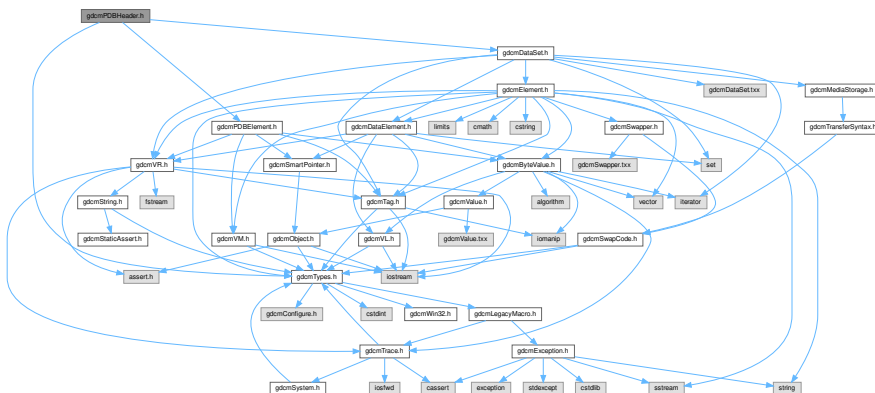 gdcmPDBHeader.h
gdcmDataSet.h
gdcmElement.h
gdcmDataSet.txx
gdcmMediaStorage.h
gdcmPDBElement.h
gdcmDataElement.h
limits
cmath
cstring
gdcmSwapper.h
gdcmTransferSyntax.h
gdcmVR.h
gdcmSmartPointer.h
gdcmByteValue.h
gdcmSwapper.txx
set
gdcmString.h
fstream
gdcmTag.h
gdcmValue.h
algorithm
vector
iterator
gdcmStaticAssert.h
gdcmVM.h
gdcmObject.h
gdcmVL.h
gdcmValue.txx
iomanip
gdcmSwapCode.h
assert.h
gdcmTypes.h
iostream
gdcmConfigure.h
cstdint
gdcmWin32.h
gdcmLegacyMacro.h
gdcmTrace.h
gdcmException.h
gdcmSystem.h
iosfwd
cassert
exception
stdexcept
cstdlib
sstream
string